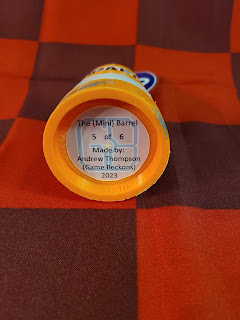 The (Mini) Barrel
5 of 6
Made by:
Andrew Thompson
(Game Reckons)
2023